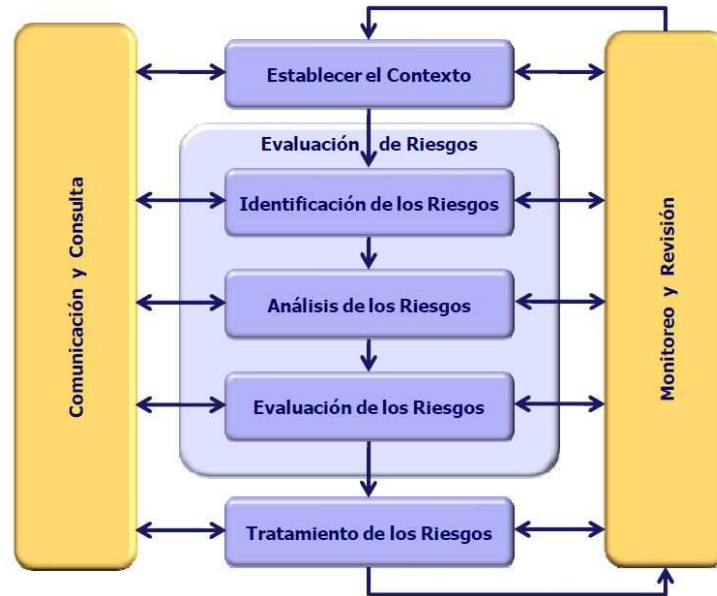 Establecer el Contexto
Evaluación de Riesgos
Identificación de los Riesgos
Análisis de los Riesgos
Evaluación de los Riesgos
Tratamiento de los Riesgos
Comunicación y Consulta
Monitoreo y Revisión